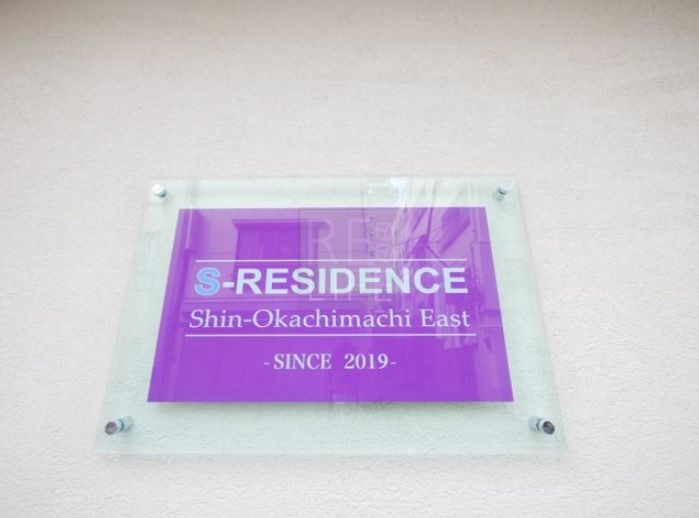 S-RESIDENCE
Shin-Okachimachi East
-SINCE 2019-